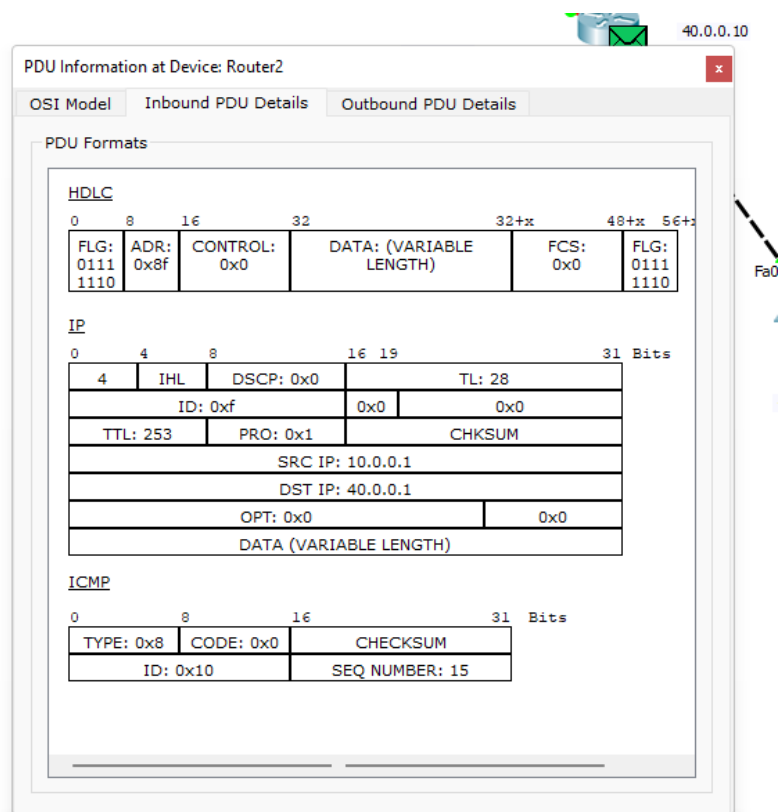 40.0.0.10
PDU Information at Device: Router2
x
OSI Model Inbound PDU Details Outbound PDU Details
PDU Formats
HDLC
0 8 16 32 32+x 48+x 56+x
FLG: ADR: CONTROL: DATA: (VARIABLE FCS: FLG:
0111 0x8f 0x0 LENGTH) 0x0 0111
1110 1110
Fa0
IP
0 4 8 16 19 31 Bits
4 IHL DSCP: 0x0 TL: 28
ID: 0xf 0x0 0x0
TTL: 253 PRO: 0x1 CHKSUM
SRC IP: 10.0.0.1
DST IP: 40.0.0.1
OPT: 0x0 0x0
DATA (VARIABLE LENGTH)
ICMP
0 8 16 31 Bits
TYPE: 0x8 CODE: 0x0 CHECKSUM
ID: 0x10 SEQ NUMBER: 15